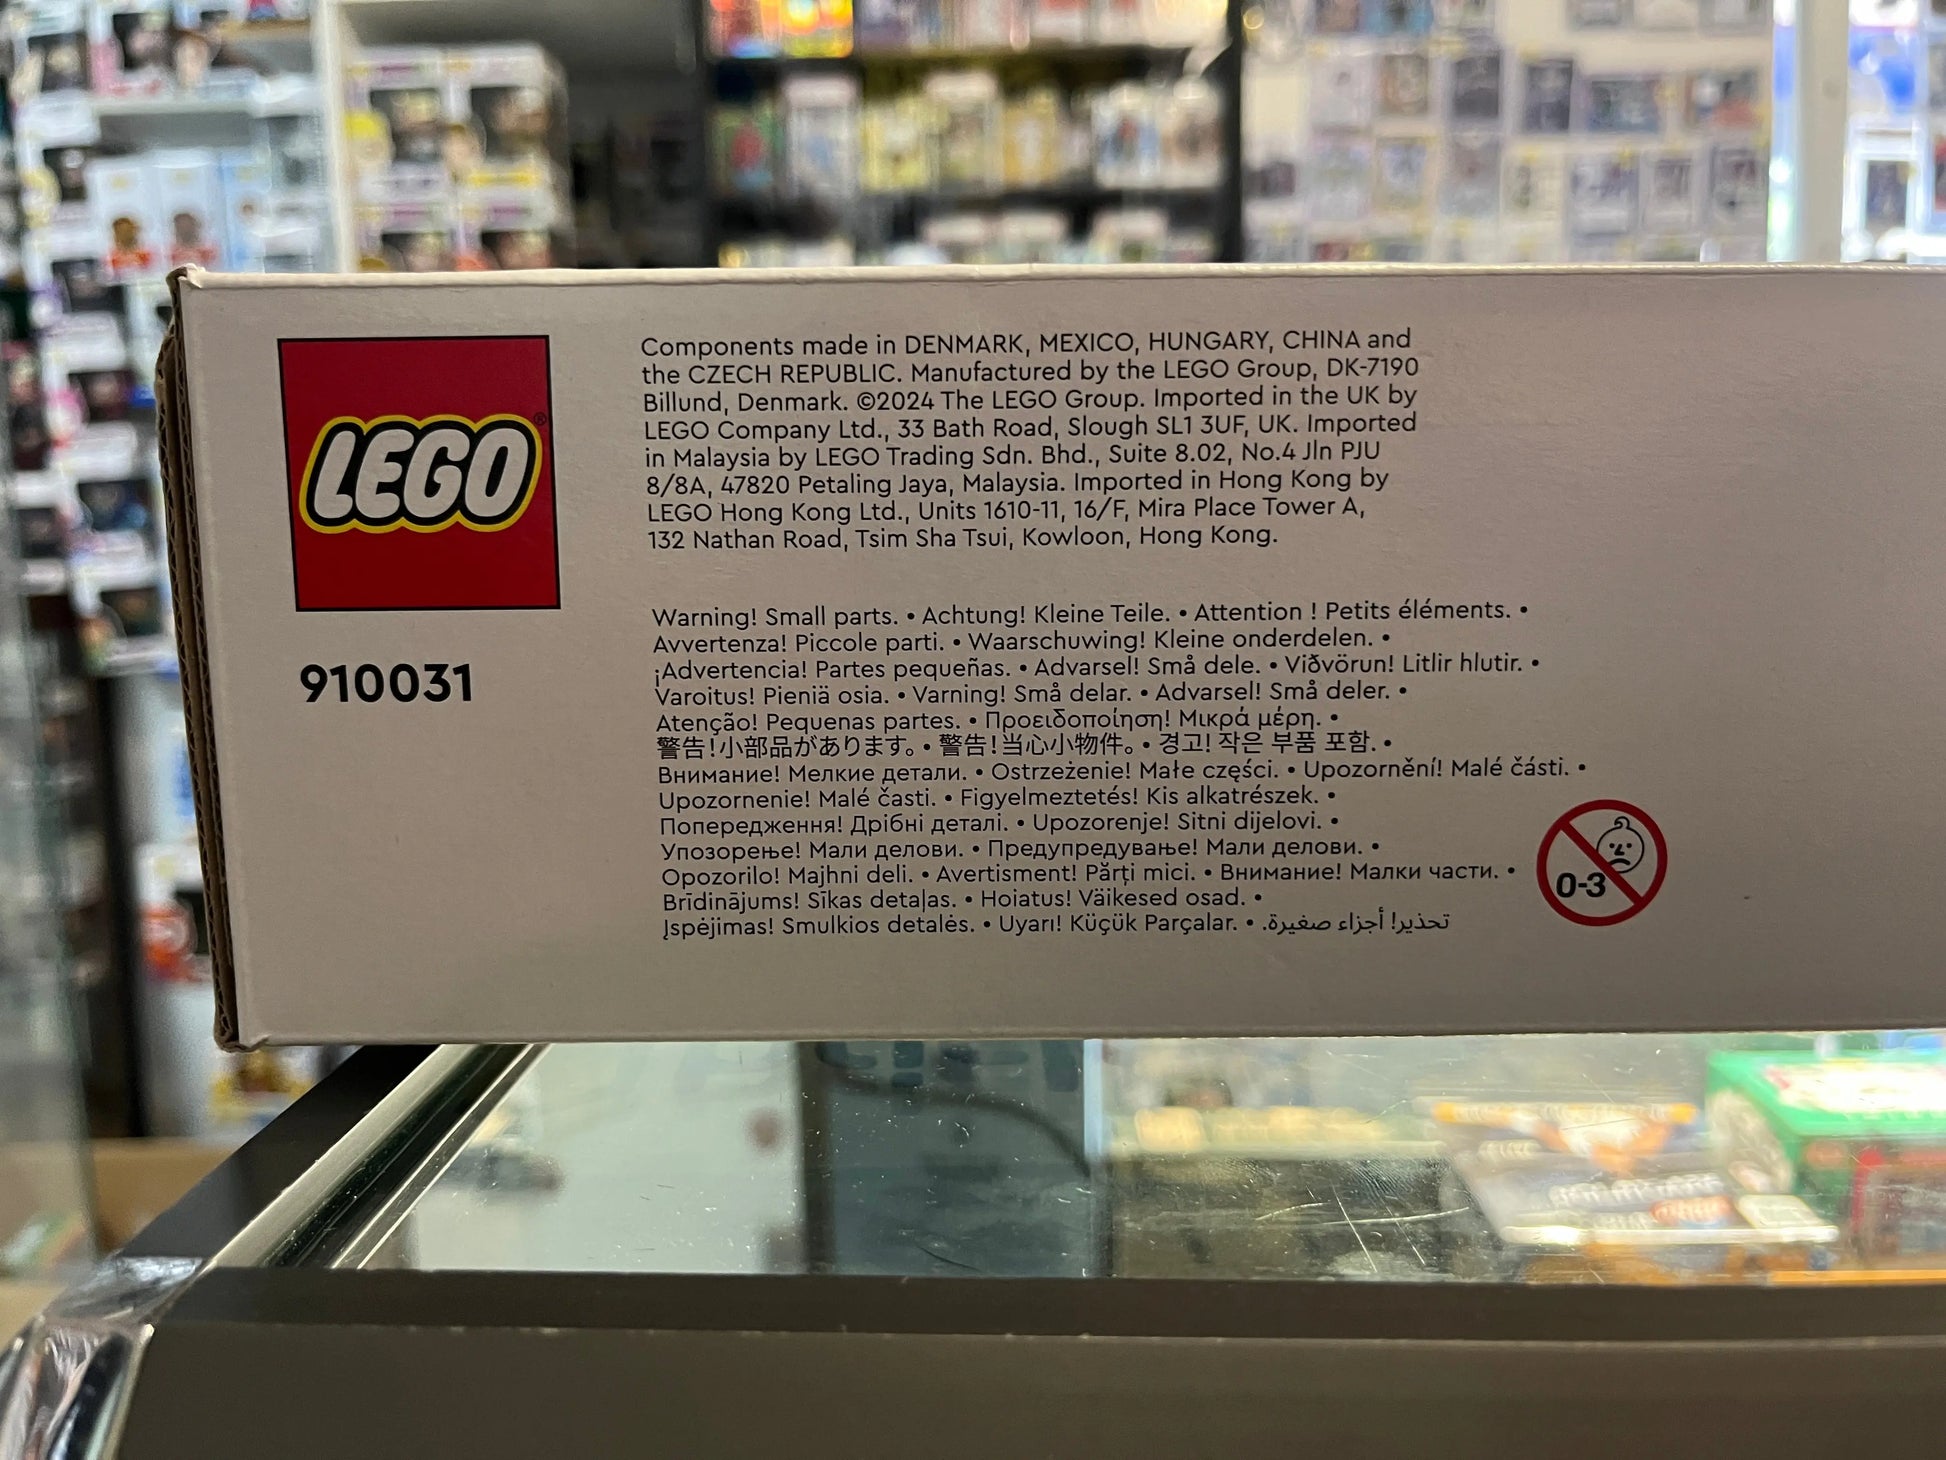 LEGO®
910031
Components made in DENMARK, MEXICO, HUNGARY, CHINA and
the CZECH REPUBLIC. Manufactured by the LEGO Group, DK-7190
Billund, Denmark. ©2024 The LEGO Group. Imported in the UK by
LEGO Company Ltd., 33 Bath Road, Slough SL1 3UF, UK. Imported
in Malaysia by LEGO Trading Sdn. Bhd., Suite 8.02, No.4 Jln PJU
8/8A, 47820 Petaling Jaya, Malaysia. Imported in Hong Kong by
LEGO Hong Kong Ltd., Units 1610-11, 16/F, Mira Place Tower A,
132 Nathan Road, Tsim Sha Tsui, Kowloon, Hong Kong.
Warning! Small parts. • Achtung! Kleine Teile. • Attention ! Petits éléments. •
Avvertenza! Piccole parti. • Waarschuwing! Kleine onderdelen. •
¡Advertencia! Partes pequeñas. • Advarsel! Små dele. • Viðvörun! Litlir hlutir. •
Varoitus! Pieniä osia. • Varning! Små delar. • Advarsel! Små deler. •
Atenção! Pequenas partes. • Προειδοποίηση! Μικρά μέρη. •
警告!小部品があります。• 警告!当心小物件。• 경고! 작은 부품 포함. •
Внимание! Мелкие детали. • Ostrzeżenie! Małe części. • Upozornění! Malé části. •
Upozornenie! Malé časti. • Figyelmeztetés! Kis alkatrészek. •
Попередження! Дрібні деталі. • Upozorenje! Sitni dijelovi. •
Упозорење! Мали делови. • Предупредување! Мали делови. •
Opozorilo! Majhni deli. • Avertisment! Părți mici. • Внимание! Малки части. •
Brīdinājums! Sīkas detaļas. • Hoiatus! Väikesed osad. •
Įspėjimas! Smulkios detalės. • Uyarı! Küçük Parçalar. • تحذير! أجزاء صغيرة.
0-3